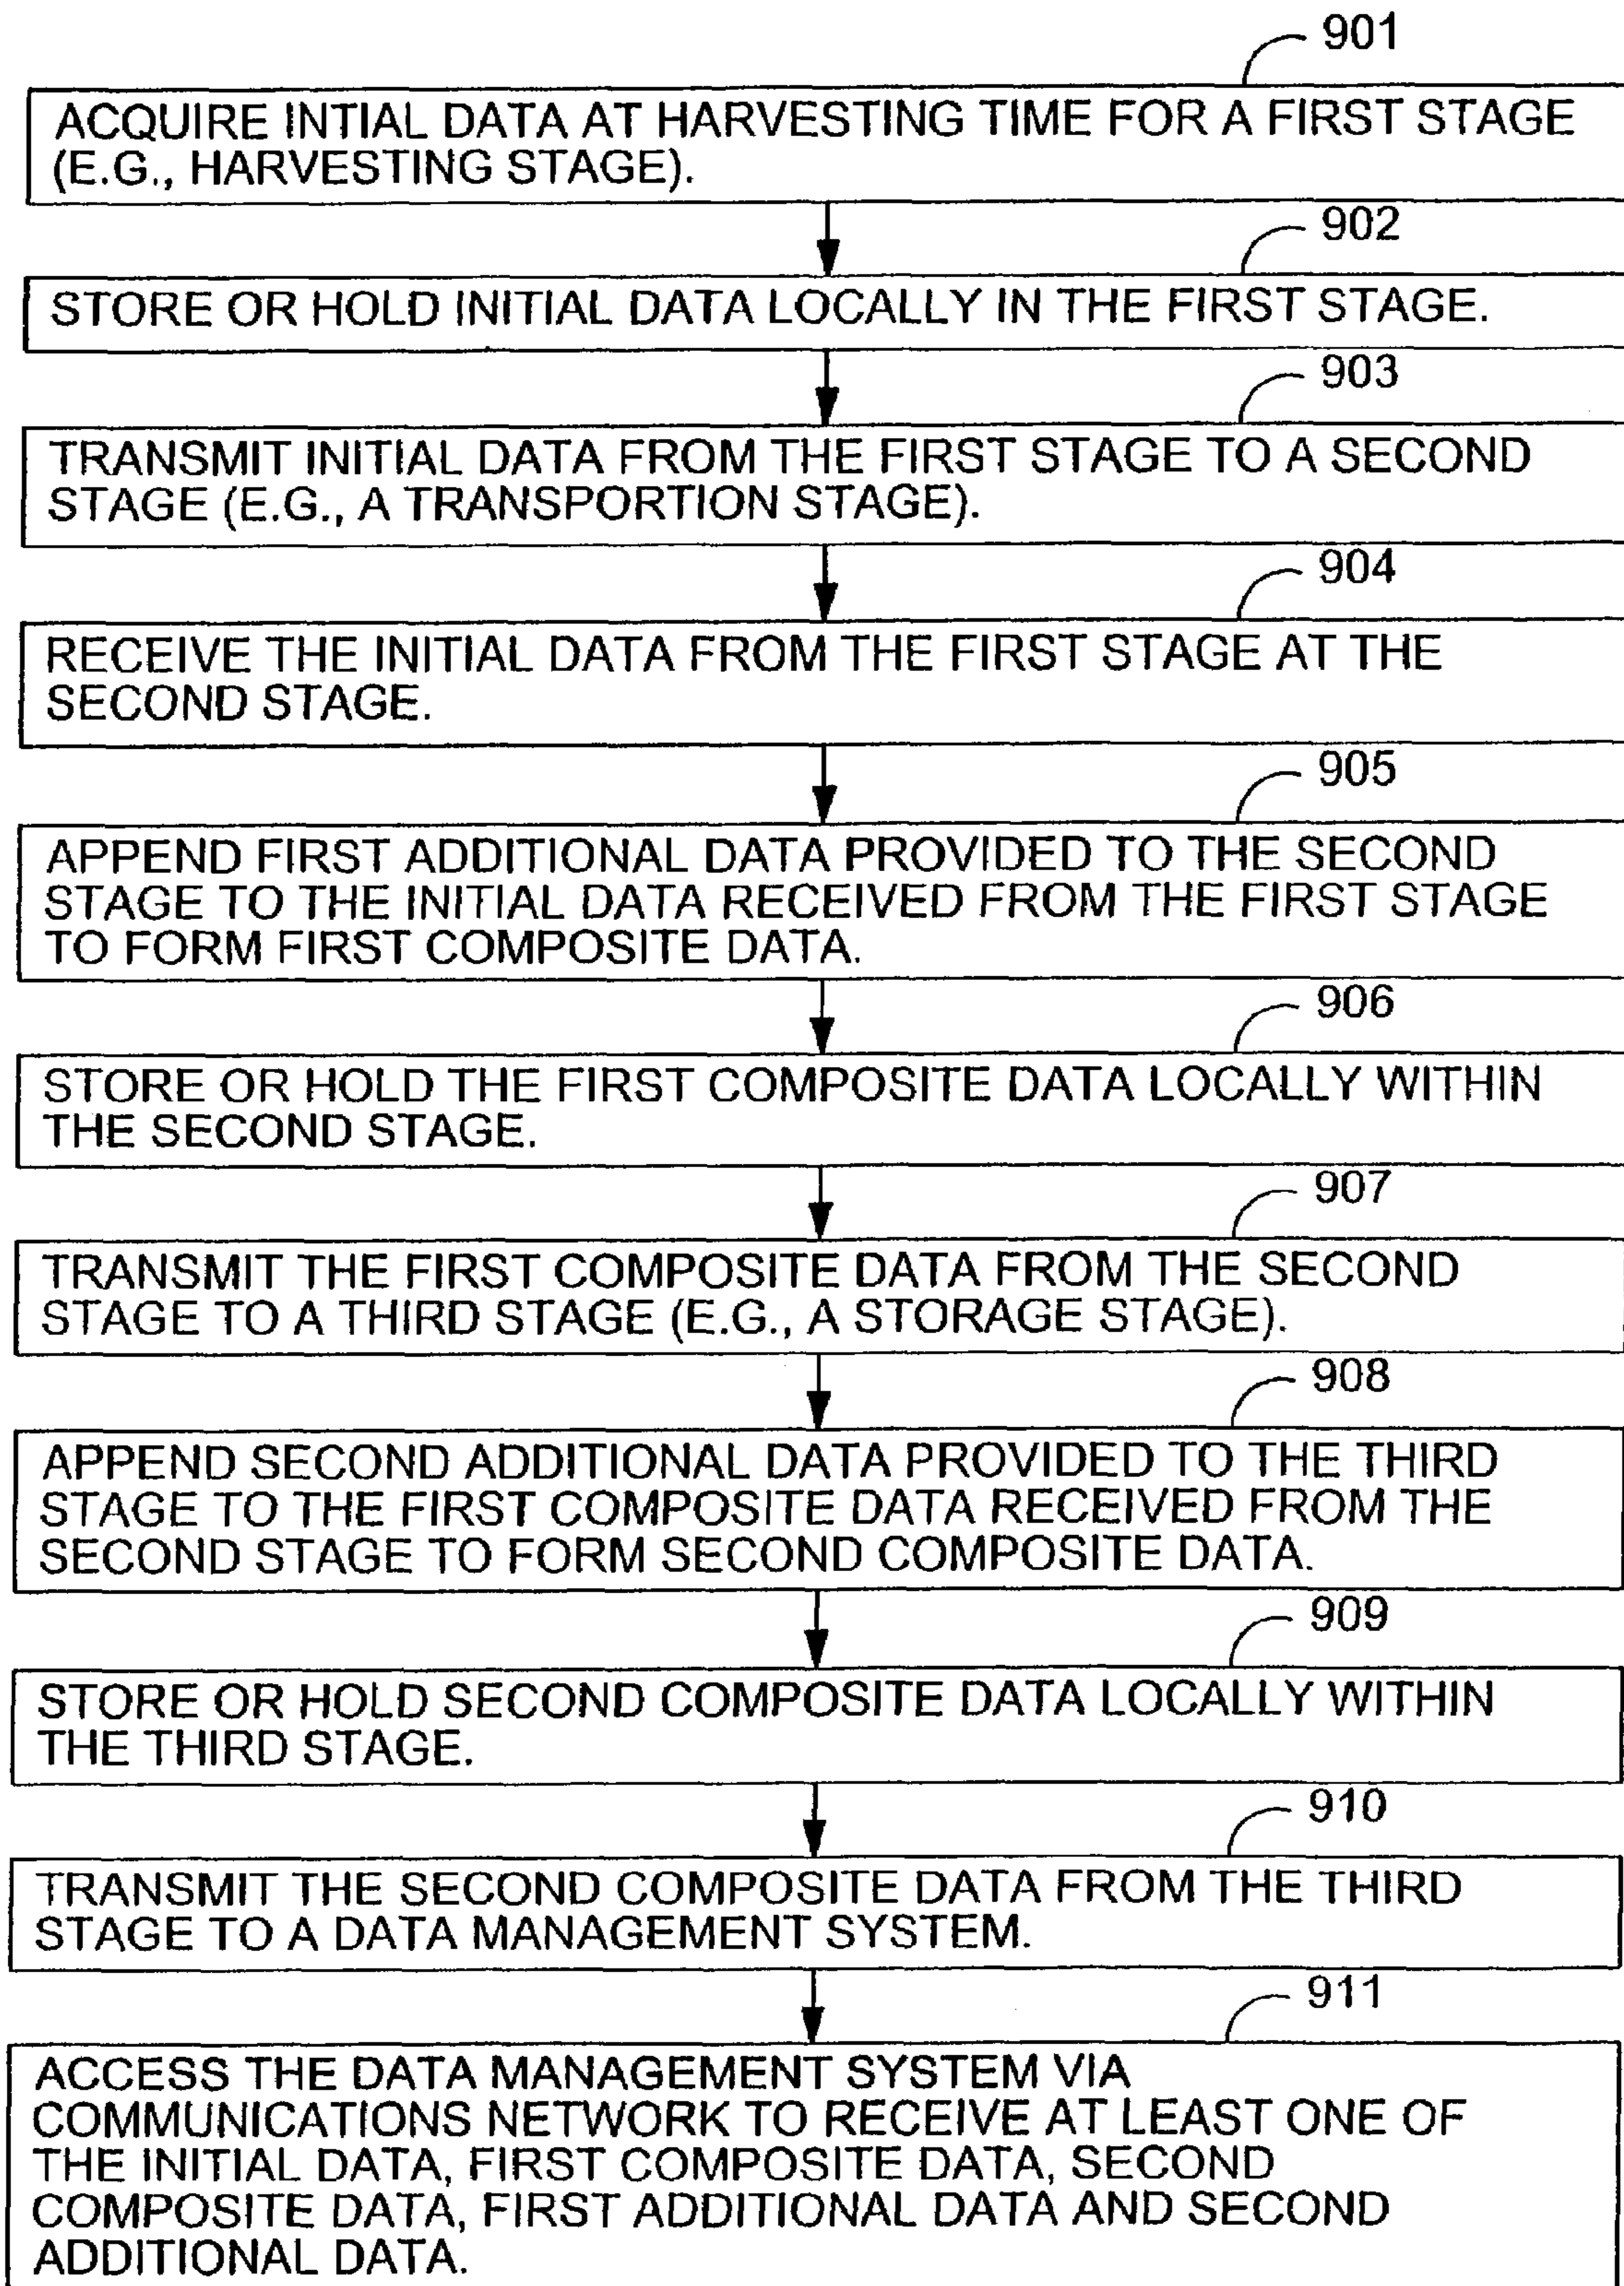 901
ACQUIRE INTIAL DATA AT HARVESTING TIME FOR A FIRST STAGE
(E.G., HARVESTING STAGE).
902
STORE OR HOLD INITIAL DATA LOCALLY IN THE FIRST STAGE.
903
TRANSMIT INITIAL DATA FROM THE FIRST STAGE TO A SECOND
STAGE (E.G., A TRANSPORTION STAGE).
904
RECEIVE THE INITIAL DATA FROM THE FIRST STAGE AT THE
SECOND STAGE.
905
APPEND FIRST ADDITIONAL DATA PROVIDED TO THE SECOND
STAGE TO THE INITIAL DATA RECEIVED FROM THE FIRST STAGE
TO FORM FIRST COMPOSITE DATA.
906
STORE OR HOLD THE FIRST COMPOSITE DATA LOCALLY WITHIN
THE SECOND STAGE.
907
TRANSMIT THE FIRST COMPOSITE DATA FROM THE SECOND
STAGE TO A THIRD STAGE (E.G., A STORAGE STAGE).
908
APPEND SECOND ADDITIONAL DATA PROVIDED TO THE THIRD
STAGE TO THE FIRST COMPOSITE DATA RECEIVED FROM THE
SECOND STAGE TO FORM SECOND COMPOSITE DATA.
909
STORE OR HOLD SECOND COMPOSITE DATA LOCALLY WITHIN
THE THIRD STAGE.
910
TRANSMIT THE SECOND COMPOSITE DATA FROM THE THIRD
STAGE TO A DATA MANAGEMENT SYSTEM.
911
ACCESS THE DATA MANAGEMENT SYSTEM VIA
COMMUNICATIONS NETWORK TO RECEIVE AT LEAST ONE OF
THE INITIAL DATA, FIRST COMPOSITE DATA, SECOND
COMPOSITE DATA, FIRST ADDITIONAL DATA AND SECOND
ADDITIONAL DATA.